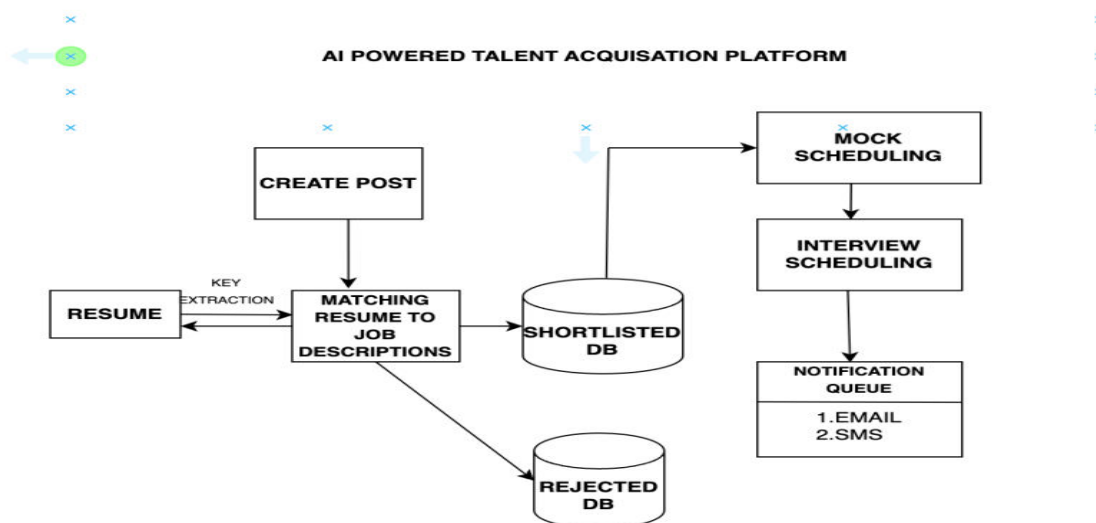 AI POWERED TALENT ACQUISATION PLATFORM
MOCK
SCHEDULING
CREATE POST
INTERVIEW
SCHEDULING
KEY
EXTRACTION
RESUME
MATCHING
RESUME TO
JOB
DESCRIPTIONS
SHORTLISTED
DB
NOTIFICATION
QUEUE
1.EMAIL
2.SMS
REJECTED
DB